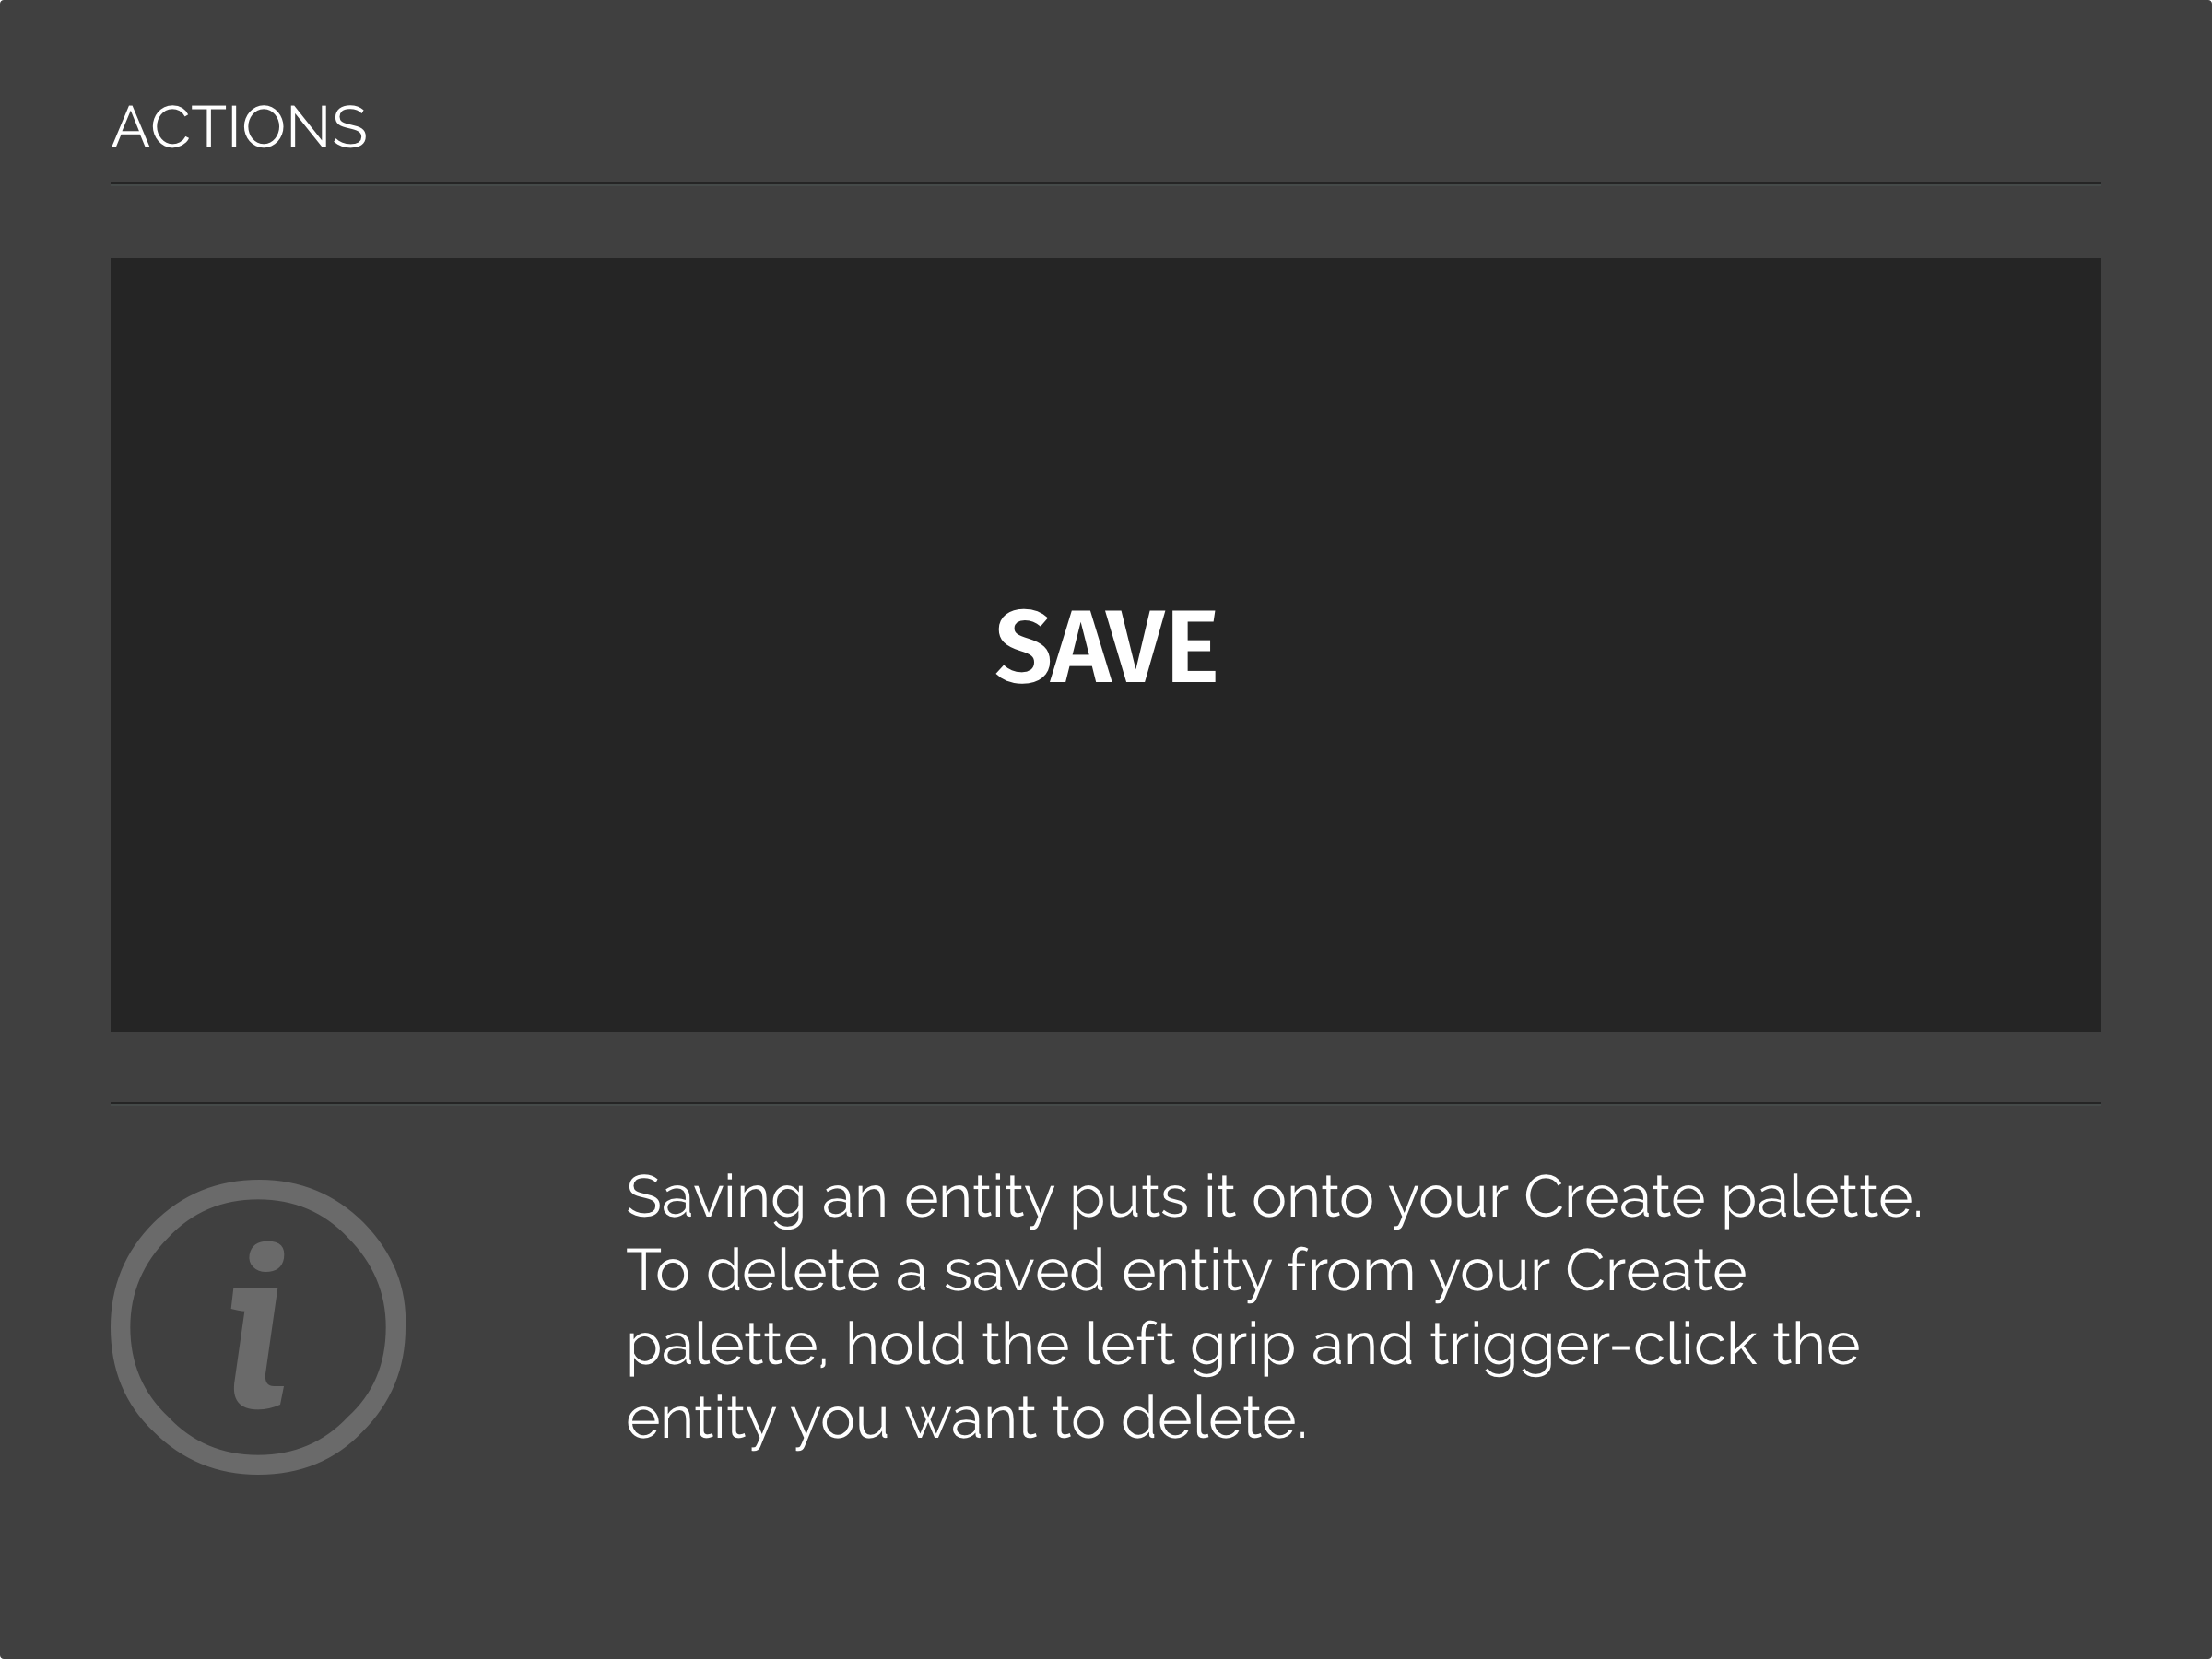 ACTIONS
SAVE
Saving an entity puts it onto your Create palette.
To delete a saved entity from your Create
palette, hold the left grip and trigger-click the
entity you want to delete.